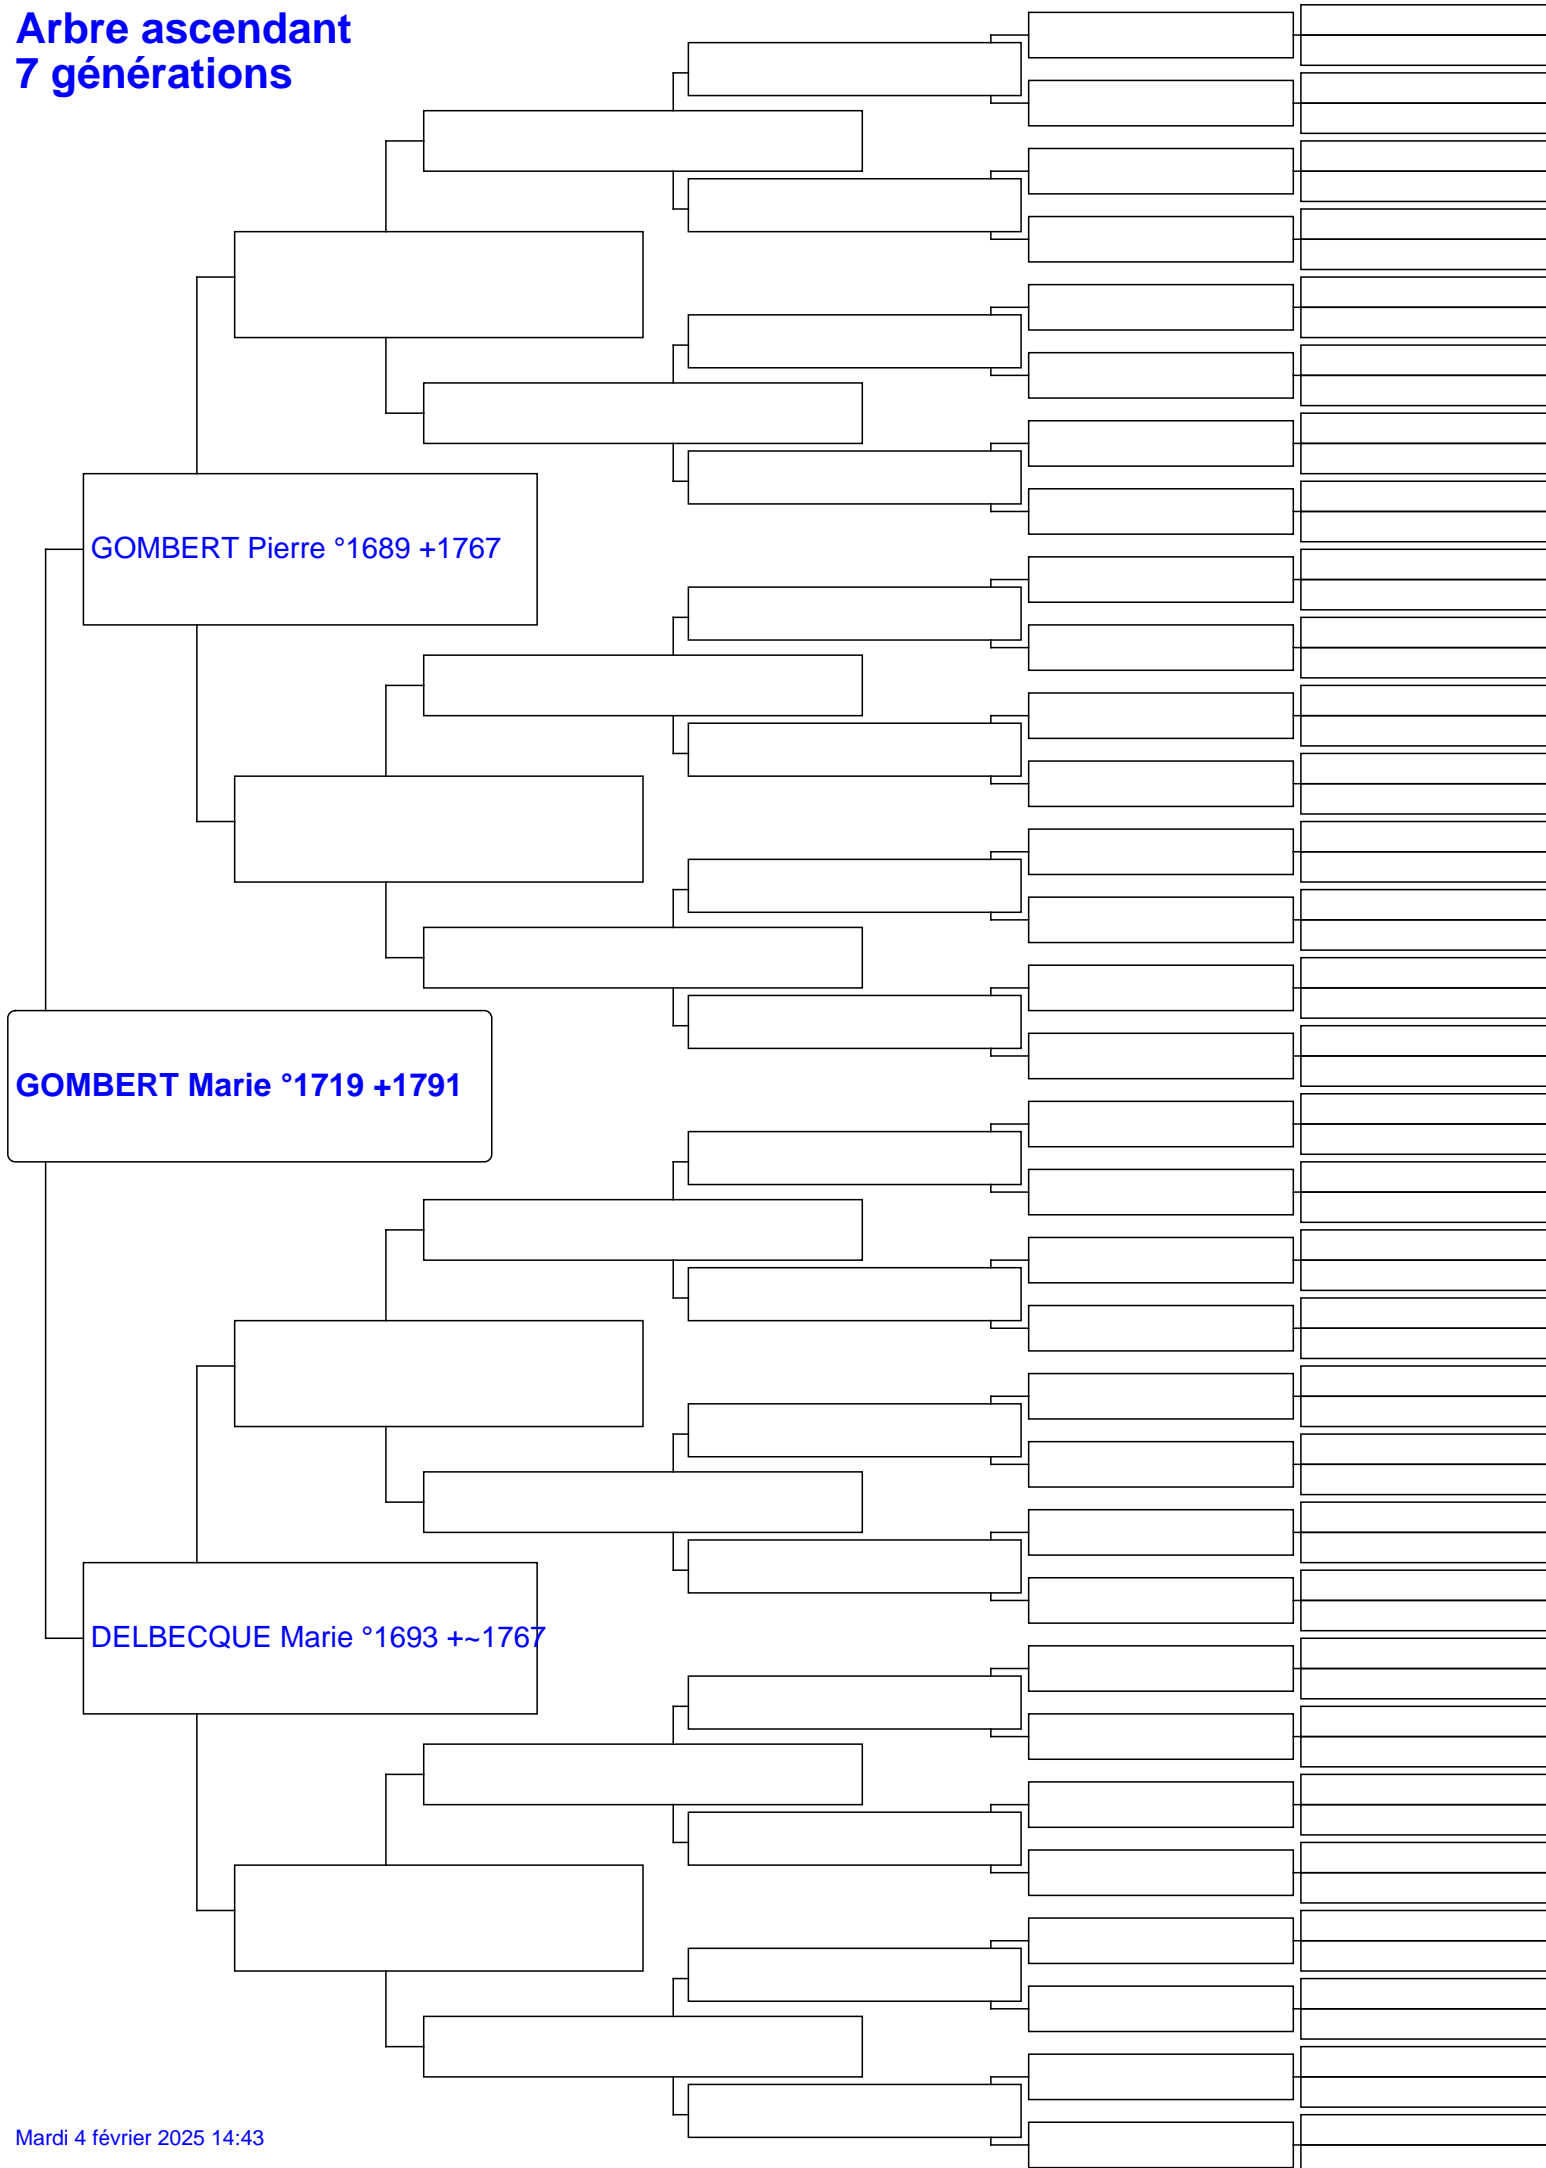 Arbre ascendant
7 générations
GOMBERT Pierre °1689 +1767
GOMBERT Marie °1719 +1791
DELBECQUE Marie °1693 +~1767
Mardi 4 février 2025 14:43